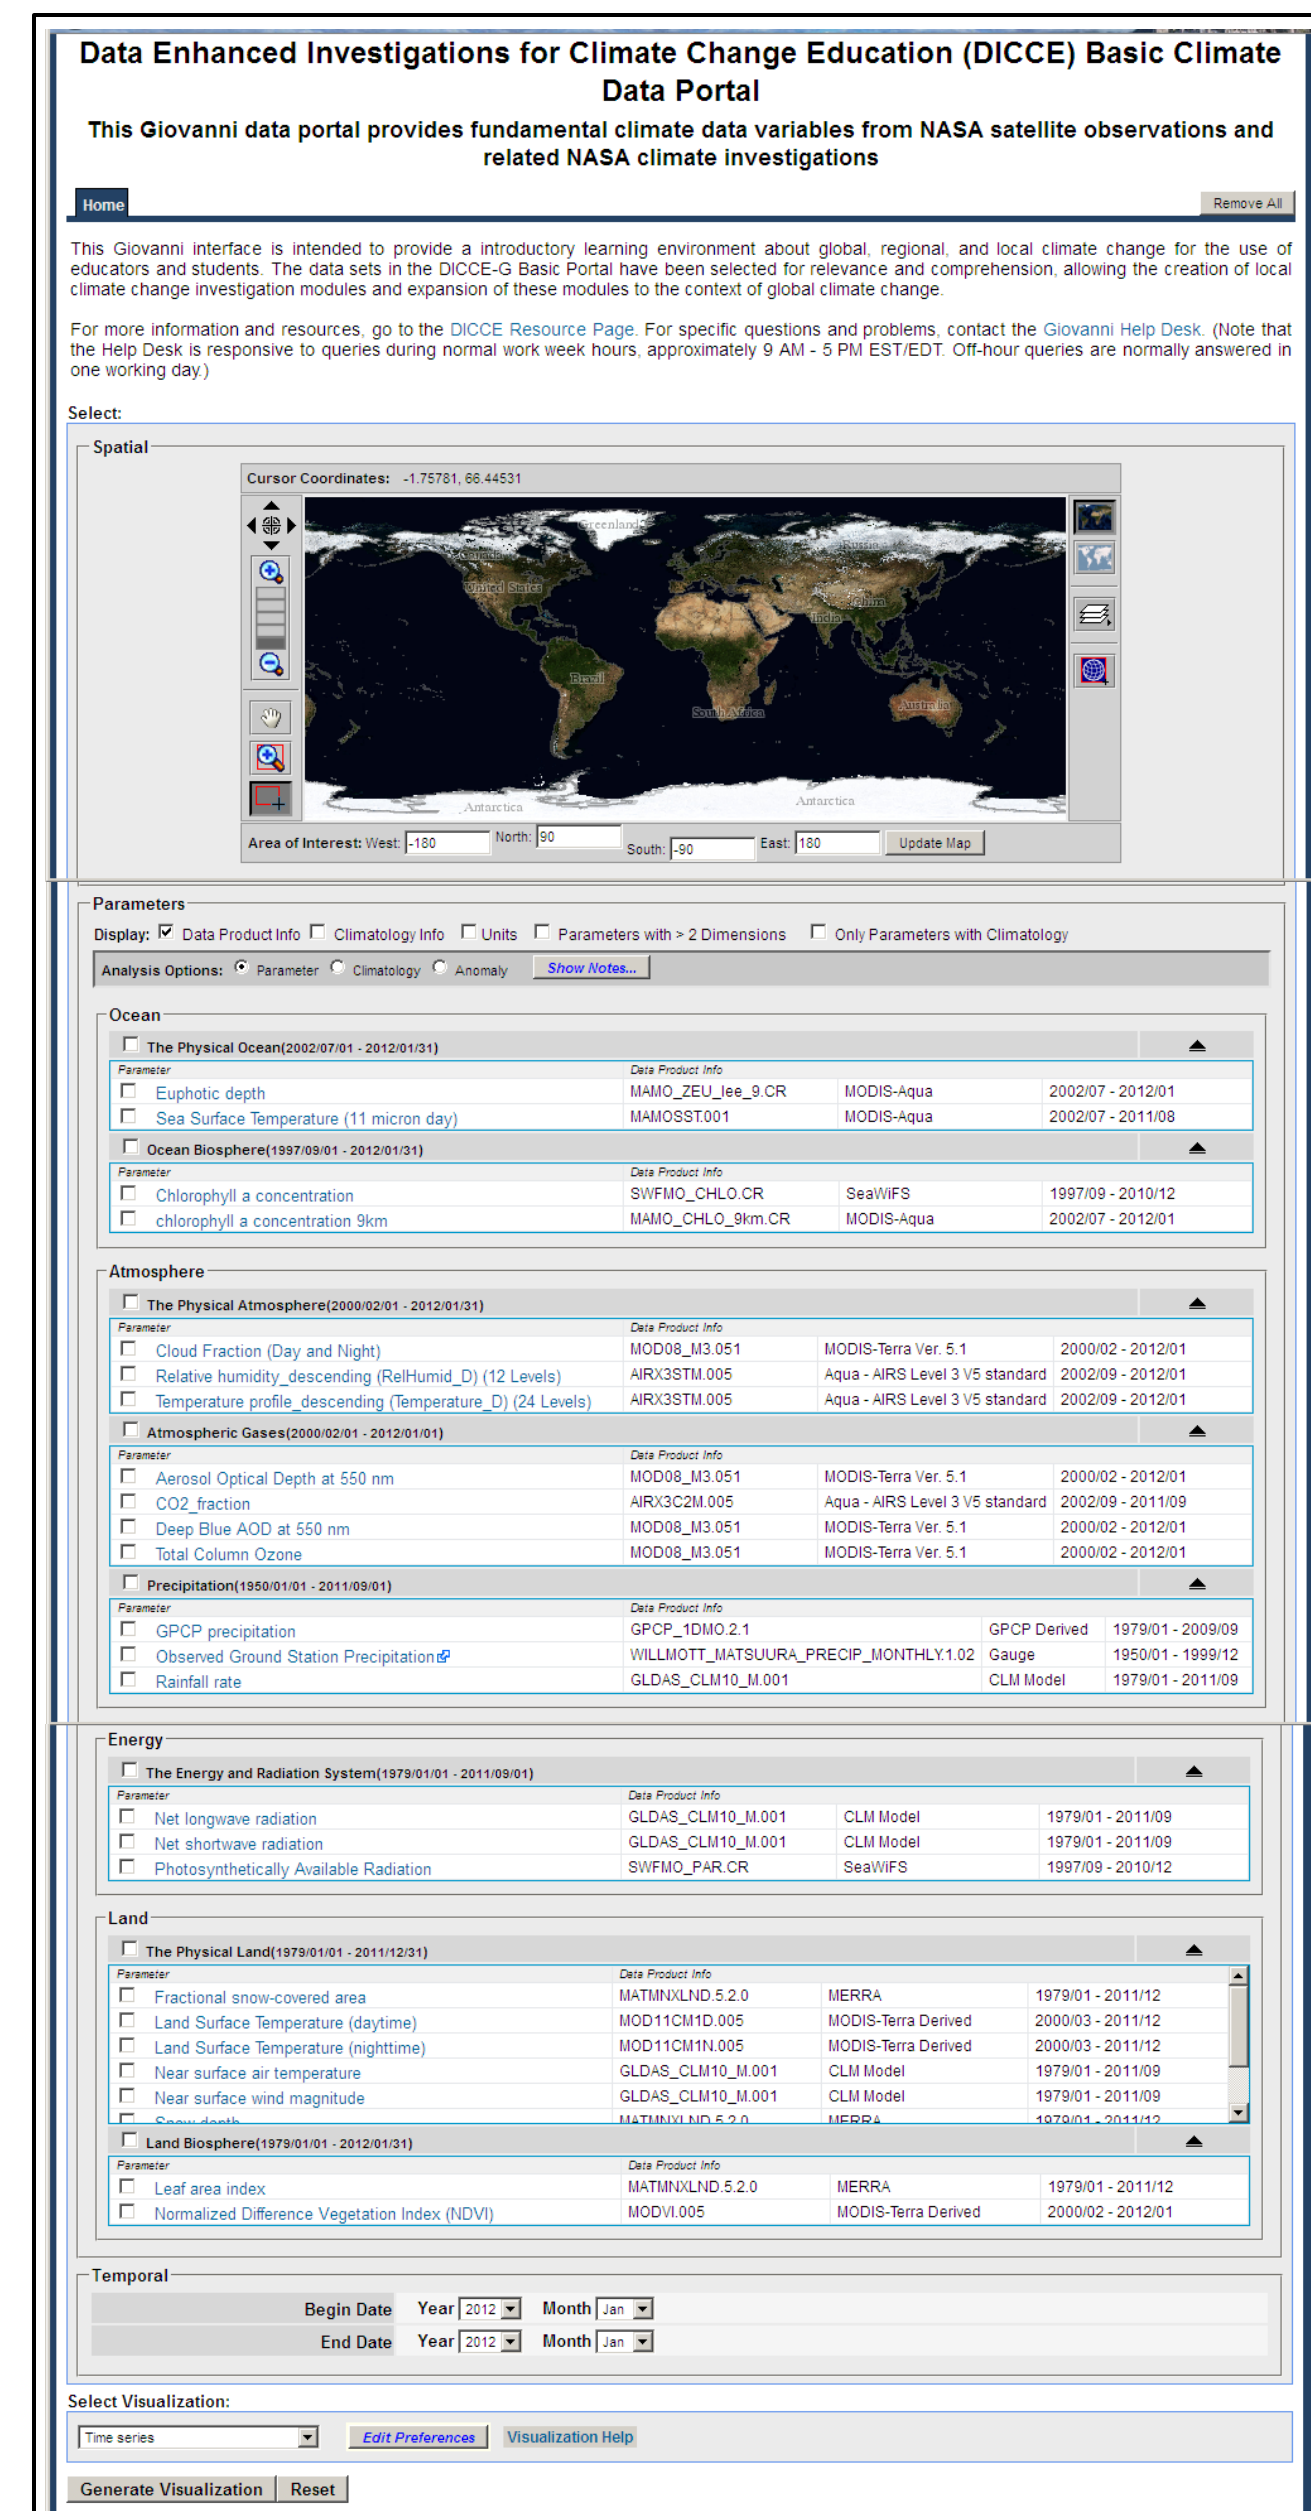 Data Enhanced Investigations for Climate Change Education (DICCE) Basic Climate
Data Portal
This Giovanni data portal provides fundamental climate data variables from NASA satellite observations and
related NASA climate investigations
Home
Remove All
This Giovanni interface is intended to provide a introductory learning environment about global, regional, and local climate change for the use of
educators and students. The data sets in the DICCE-G Basic Portal have been selected for relevance and comprehension, allowing the creation of local
climate change investigation modules and expansion of these modules to the context of global climate change.
For more information and resources, go to the DICCE Resource Page. For specific questions and problems, contact the Giovanni Help Desk. (Note that
the Help Desk is responsive to queries during normal work week hours, approximately 9 AM - 5 PM EST/EDT. Off-hour queries are normally answered in
one working day.)
Select:
Spatial
Cursor Coordinates: -1.75781, 66.44531
Greenland
Canada
Russia
United States
China
India
Brazil
South Africa
Australia
Antarctica
Antarctica
Area of Interest: West: -180 North: 90 South: -90 East: 180 Update Map
Parameters
Display: Data Product Info Climatology Info Units Parameters with > 2 Dimensions Only Parameters with Climatology
Analysis Options: Parameter Climatology Anomaly Show Notes...
Ocean
The Physical Ocean(2002/07/01 - 2012/01/31)
Parameter Data Product Info
Euphotic depth MAMO_ZEU_lee_9.CR MODIS-Aqua 2002/07 - 2012/01
Sea Surface Temperature (11 micron day) MAMOSST.001 MODIS-Aqua 2002/07 - 2011/08
Ocean Biosphere(1997/09/01 - 2012/01/31)
Parameter Data Product Info
Chlorophyll a concentration SWFMO_CHLO.CR SeaWiFS 1997/09 - 2010/12
chlorophyll a concentration 9km MAMO_CHLO_9km.CR MODIS-Aqua 2002/07 - 2012/01
Atmosphere
The Physical Atmosphere(2000/02/01 - 2012/01/31)
Parameter Data Product Info
Cloud Fraction (Day and Night) MOD08_M3.051 MODIS-Terra Ver. 5.1 2000/02 - 2012/01
Relative humidity_descending (RelHumid_D) (12 Levels) AIRX3STM.005 Aqua - AIRS Level 3 V5 standard 2002/09 - 2012/01
Temperature profile_descending (Temperature_D) (24 Levels) AIRX3STM.005 Aqua - AIRS Level 3 V5 standard 2002/09 - 2012/01
Atmospheric Gases(2000/02/01 - 2012/01/01)
Parameter Data Product Info
Aerosol Optical Depth at 550 nm MOD08_M3.051 MODIS-Terra Ver. 5.1 2000/02 - 2012/01
CO2_fraction AIRX3C2M.005 Aqua - AIRS Level 3 V5 standard 2002/09 - 2011/09
Deep Blue AOD at 550 nm MOD08_M3.051 MODIS-Terra Ver. 5.1 2000/02 - 2012/01
Total Column Ozone MOD08_M3.051 MODIS-Terra Ver. 5.1 2000/02 - 2012/01
Precipitation(1950/01/01 - 2011/09/01)
Parameter Data Product Info
GPCP precipitation GPCP_1DMO.2.1 GPCP Derived 1979/01 - 2009/09
Observed Ground Station Precipitation WILLMOTT_MATSUURA_PRECIP_MONTHLY.1.02 Gauge 1950/01 - 1999/12
Rainfall rate GLDAS_CLM10_M.001 CLM Model 1979/01 - 2011/09
Energy
The Energy and Radiation System(1979/01/01 - 2011/09/01)
Parameter Data Product Info
Net longwave radiation GLDAS_CLM10_M.001 CLM Model 1979/01 - 2011/09
Net shortwave radiation GLDAS_CLM10_M.001 CLM Model 1979/01 - 2011/09
Photosynthetically Available Radiation SWFMO_PAR.CR SeaWiFS 1997/09 - 2010/12
Land
The Physical Land(1979/01/01 - 2011/12/31)
Parameter Data Product Info
Fractional snow-covered area MATMNXLND.5.2.0 MERRA 1979/01 - 2011/12
Land Surface Temperature (daytime) MOD11CM1D.005 MODIS-Terra Derived 2000/03 - 2011/12
Land Surface Temperature (nighttime) MOD11CM1N.005 MODIS-Terra Derived 2000/03 - 2011/12
Near surface air temperature GLDAS_CLM10_M.001 CLM Model 1979/01 - 2011/09
Near surface wind magnitude GLDAS_CLM10_M.001 CLM Model 1979/01 - 2011/09
Snow depth MATMNXLND.5.2.0 MERRA 1979/01 - 2011/12
Land Biosphere(1979/01/01 - 2012/01/31)
Parameter Data Product Info
Leaf area index MATMNXLND.5.2.0 MERRA 1979/01 - 2011/12
Normalized Difference Vegetation Index (NDVI) MODVI.005 MODIS-Terra Derived 2000/02 - 2012/01
Temporal
Begin Date Year 2012 Month Jan
End Date Year 2012 Month Jan
Select Visualization:
Time series Edit Preferences Visualization Help
Generate Visualization Reset